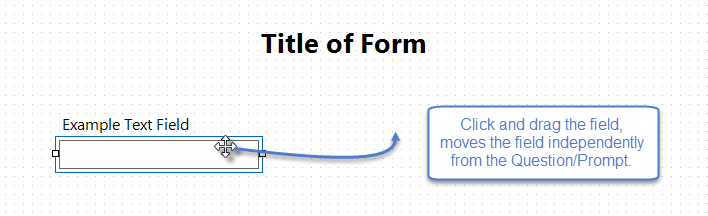 Title of Form
Example Text Field
Click and drag the field,
moves the field independently
from the Question/Prompt.